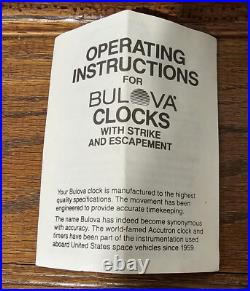 OPERATING
INSTRUCTIONS
FOR
BULOVA
CLOCKS
WITH STRIKE
AND ESCAPEMENT
Your Bulova clock is manufactured to the highest
quality specifications. The movement has been
engineered to provide accurate timekeeping.
The name Bulova has indeed become synonymous
with accuracy. The world-famed Accutron clock and
timers have been part of the instrumentation used
aboard United States space vehicles since 1959.